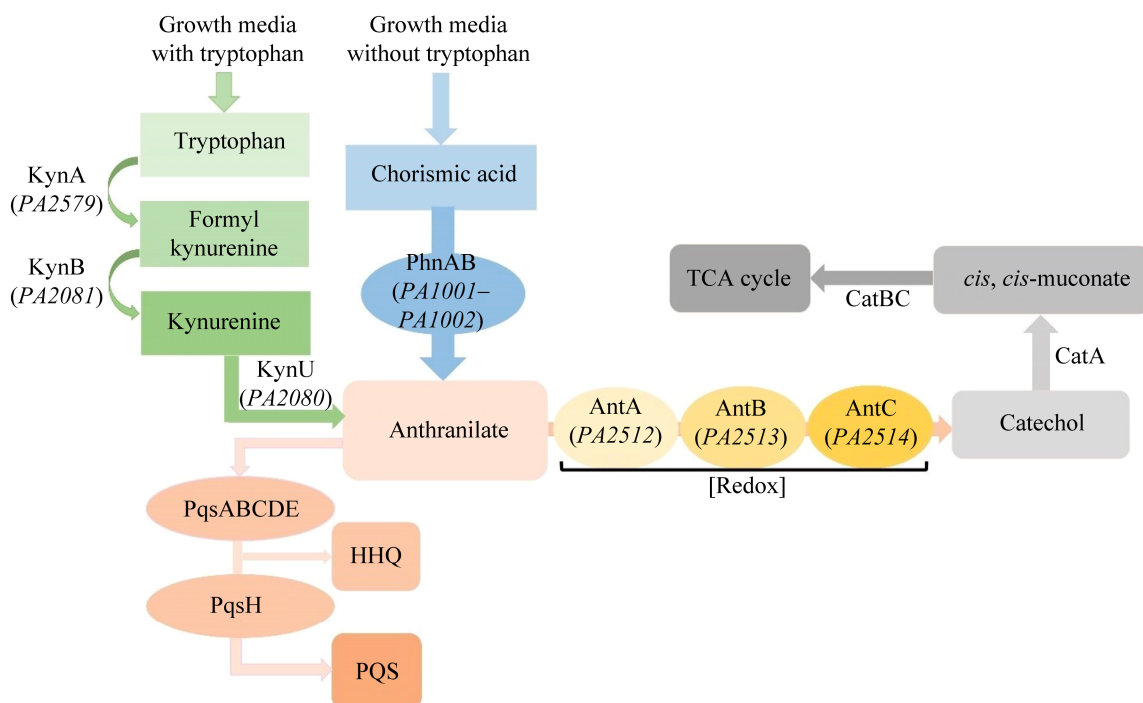 Growth media
with tryptophan
Growth media
without tryptophan
Tryptophan
Chorismic acid
KynA
(PA2579)
Formyl
kynurenine
KynB
(PA2081)
PhnAB
(PA1001–
PA1002)
Kynurenine
KynU
(PA2080)
TCA cycle
cis, cis-muconate
CatBC
CatA
Anthranilate
AntA
(PA2512)
AntB
(PA2513)
AntC
(PA2514)
Catechol
[Redox]
PqsABCDE
HHQ
PqsH
PQS